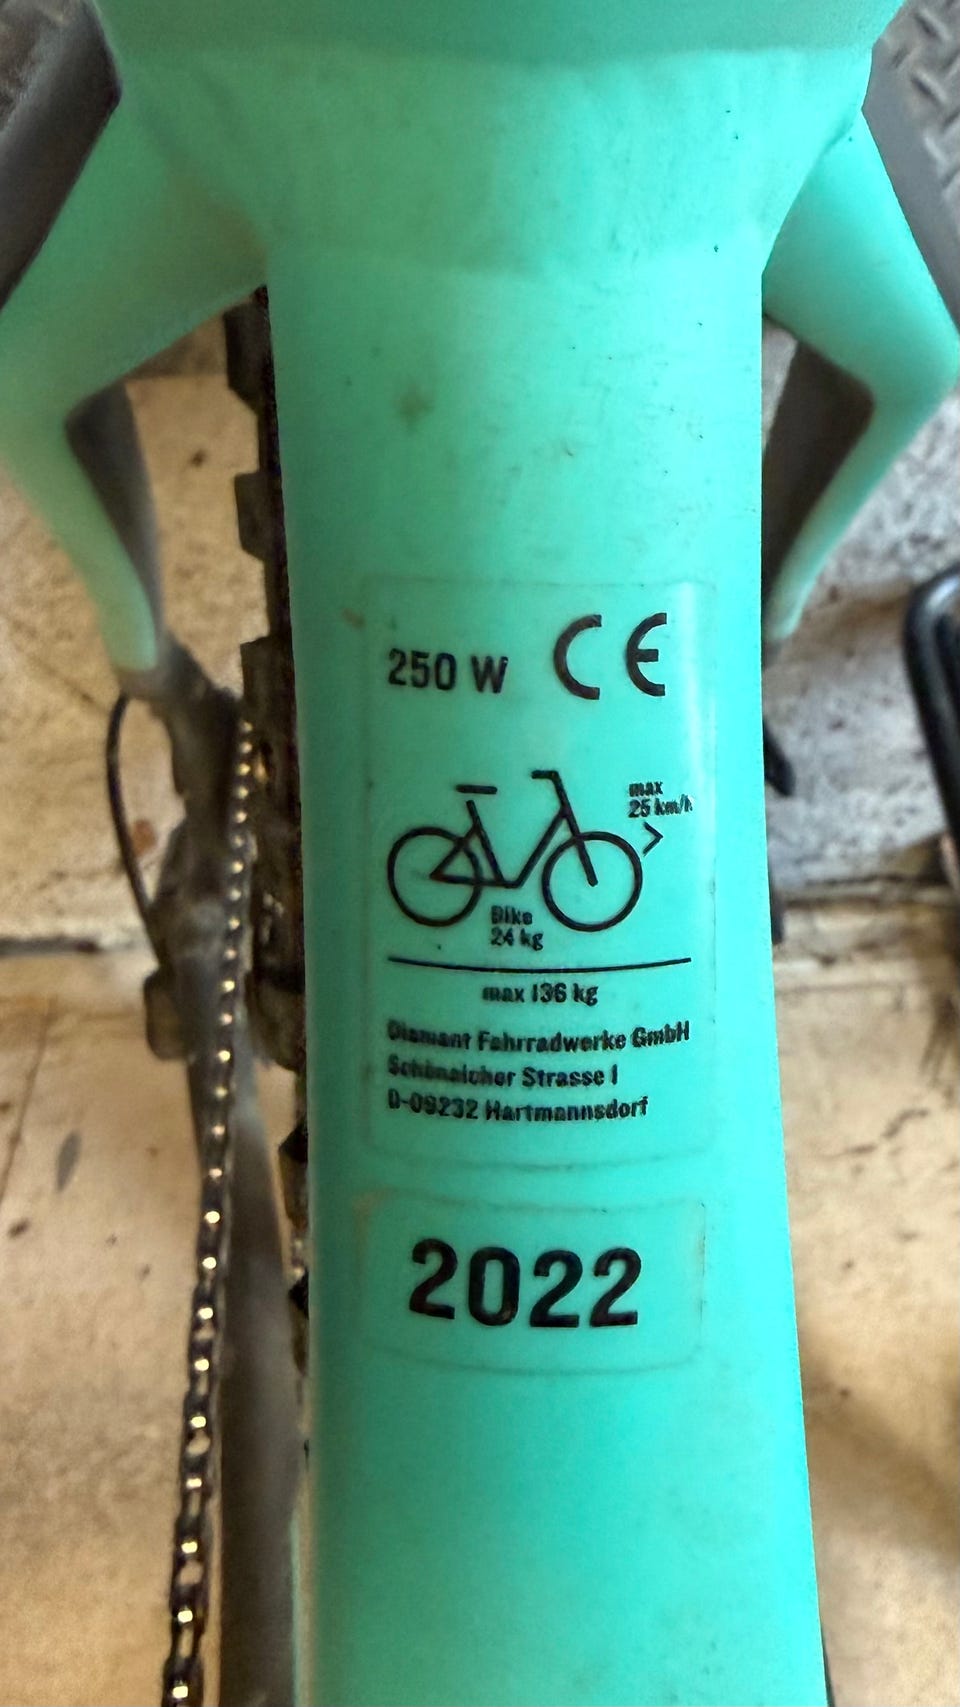 250 W CE
max
25 km/h
Bike
24 kg
max 136 kg
Diamant Fahrradwerke GmbH
Schönaicher Strasse 1
D-09232 Hartmannsdorf
2022